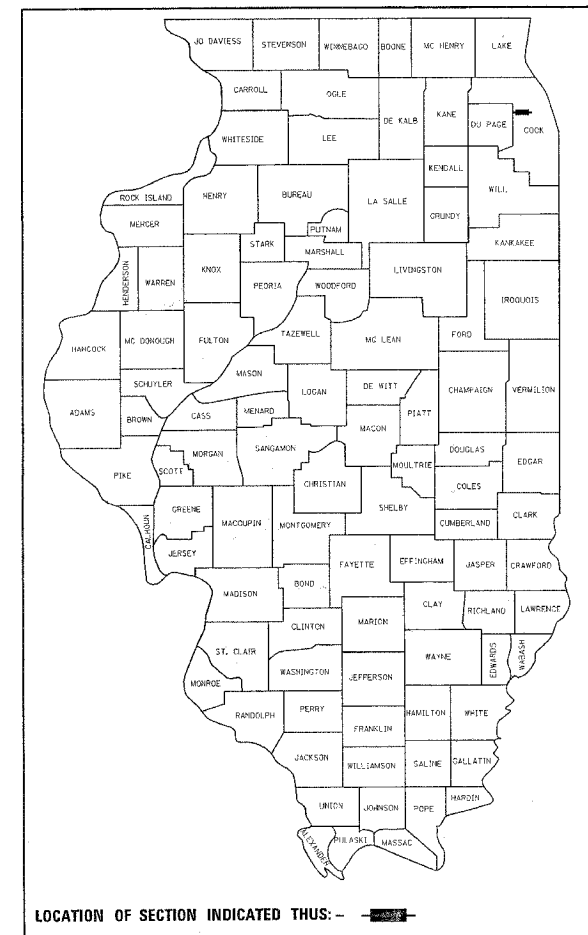 JO DAVIESS STEVENSON WINNEBAGO BOONE MC HENRY LAKE
CARROLL OGLE DE KALB KANE DU PAGE COOK
WHITESIDE LEE KENDALL WILL
ROCK ISLAND HENRY BUREAU LA SALLE GRUNDY
MERCER PUTNAM KANKAKEE
HENDERSON WARREN KNOX STARK MARSHALL LIVINGSTON
PEORIA WOODFORD IROQUOIS
HANCOCK MC DONOUGH FULTON TAZEWELL MC LEAN FORD
SCHUYLER MASON LOGAN DE WITT CHAMPAIGN VERMILION
ADAMS BROWN CASS MENARD MACON PIATT
PIKE SCOTT MORGAN SANGAMON CHRISTIAN MOULTRIE DOUGLAS EDGAR
COLES
CALHOUN GREENE MACOUPIN MONTGOMERY SHELBY CUMBERLAND CLARK
JERSEY FAYETTE EFFINGHAM JASPER CRAWFORD
MADISON BOND CLAY RICHLAND LAWRENCE
CLINTON MARION
ST. CLAIR WASHINGTON JEFFERSON WAYNE EDWARDS WABASH
MONROE
RANDOLPH PERRY FRANKLIN HAMILTON WHITE
JACKSON WILLIAMSON SALINE GALLATIN
UNION JOHNSON POPE HARDIN
ALEXANDER PULASKI MASSAC
LOCATION OF SECTION INDICATED THUS: - -